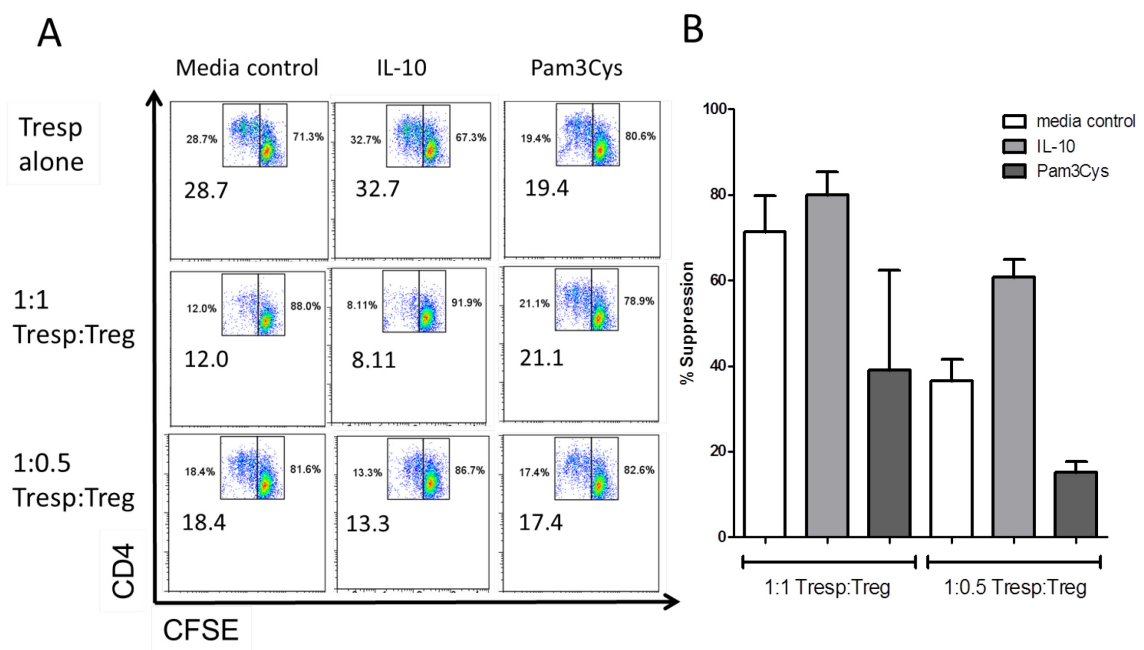 A
Media control IL-10 Pam3Cys
Tresp
alone
28.7% 71.3% 32.7% 67.3% 19.4% 80.6%
28.7 32.7 19.4
1:1
Tresp:Treg
12.0% 88.0% 8.11% 91.9% 21.1% 78.9%
12.0 8.11 21.1
1:0.5
Tresp:Treg
18.4% 81.6% 13.3% 86.7% 17.4% 82.6%
18.4 13.3 17.4
CD4
CFSE
B
media control
IL-10
Pam3Cys
% Suppression
100
80
60
40
20
0
1:1 Tresp:Treg 1:0.5 Tresp:Treg